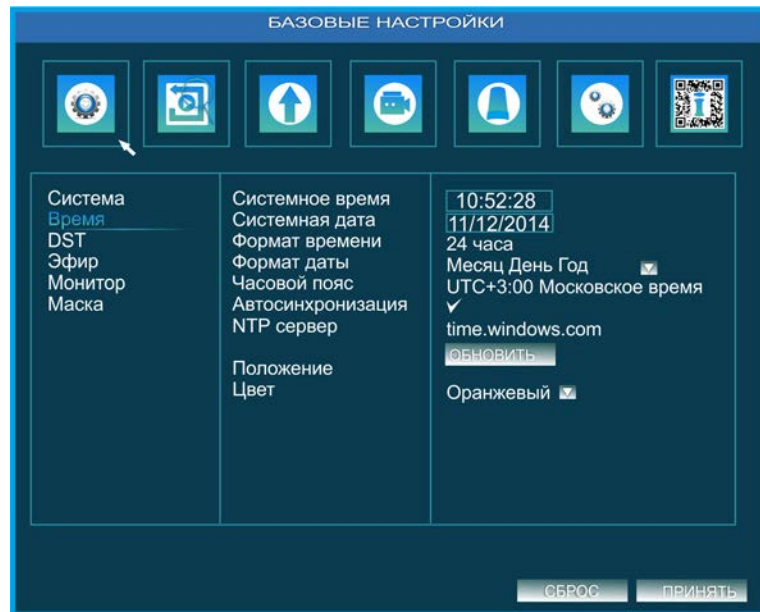 БАЗОВЫЕ НАСТРОЙКИ
Система
Время
DST
Эфир
Монитор
Маска
Системное время 10:52:28
Системная дата 11/12/2014
Формат времени 24 часа
Формат даты Месяц День Год
Часовой пояс UTC+3:00 Московское время
Автосинхронизация ✓
NTP сервер time.windows.com
ОБНОВИТЬ
Положение
Цвет Оранжевый
СБРОС ПРИНЯТЬ